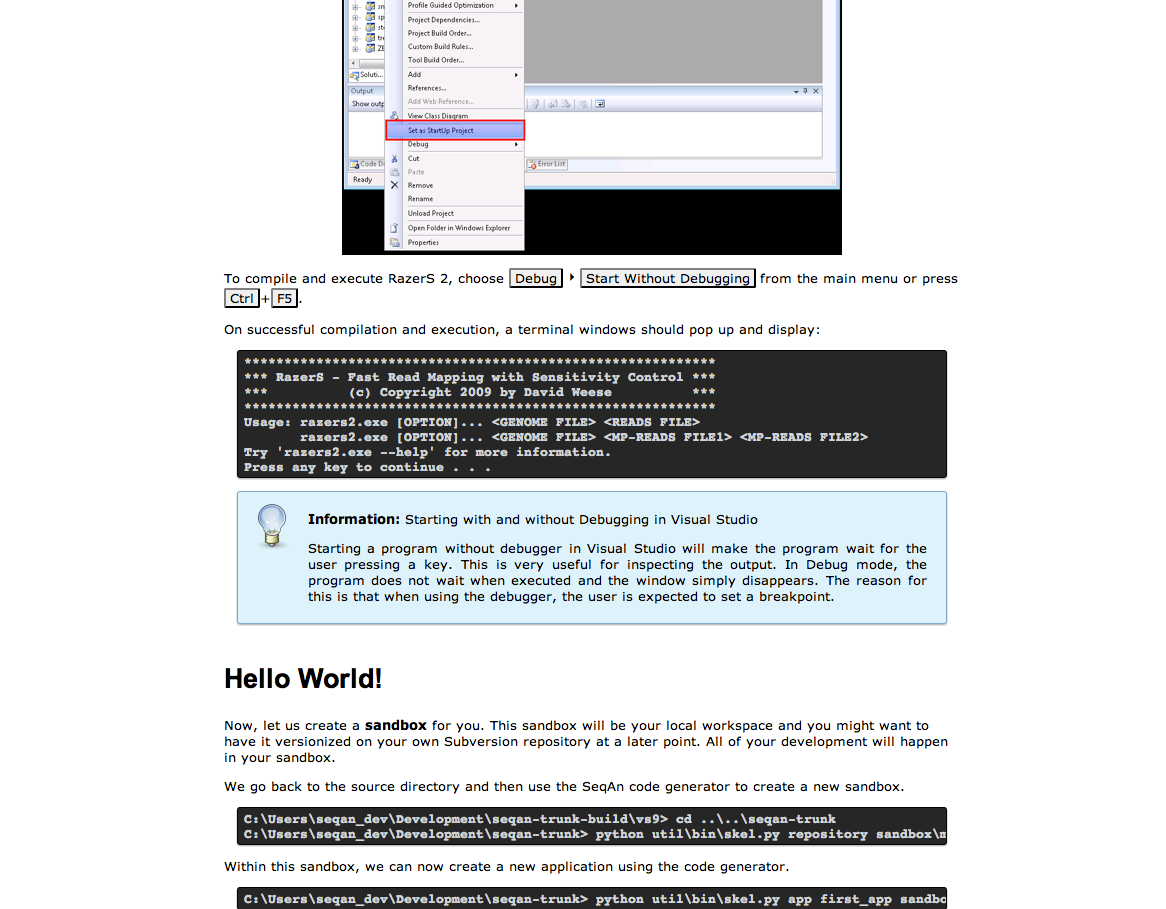 Profile Guided Optimization
sn
Project Dependencies...
sp
Project Build Order...
st
Custom Build Rules...
tre
Tool Build Order...
Soluti...
Add
References...
Output
Add Web Reference...
Show outp
View Class Diagram
Set as StartUp Project
Debug
Cut
Code De
Error List
Paste
Ready
Remove
Rename
Unload Project
Open Folder in Windows Explorer
Properties
To compile and execute RazerS 2, choose Debug ‣ Start Without Debugging from the main menu or press
Ctrl+F5.
On successful compilation and execution, a terminal windows should pop up and display:
***********************************************************
*** RazerS - Fast Read Mapping with Sensitivity Control ***
***          (c) Copyright 2009 by David Weese          ***
***********************************************************
Usage: razers2.exe [OPTION]... <GENOME FILE> <READS FILE>
       razers2.exe [OPTION]... <GENOME FILE> <MP-READS FILE1> <MP-READS FILE2>
Try 'razers2.exe --help' for more information.
Press any key to continue . . .
Information: Starting with and without Debugging in Visual Studio
Starting a program without debugger in Visual Studio will make the program wait for the
user pressing a key. This is very useful for inspecting the output. In Debug mode, the
program does not wait when executed and the window simply disappears. The reason for
this is that when using the debugger, the user is expected to set a breakpoint.
Hello World!
Now, let us create a sandbox for you. This sandbox will be your local workspace and you might want to
have it versionized on your own Subversion repository at a later point. All of your development will happen
in your sandbox.
We go back to the source directory and then use the SeqAn code generator to create a new sandbox.
C:\Users\seqan_dev\Development\seqan-trunk-build\vs9> cd ..\..\seqan-trunk
C:\Users\seqan_dev\Development\seqan-trunk> python util\bin\skel.py repository sandbox\m
Within this sandbox, we can now create a new application using the code generator.
C:\Users\seqan_dev\Development\seqan-trunk> python util\bin\skel.py app first_app sandbo